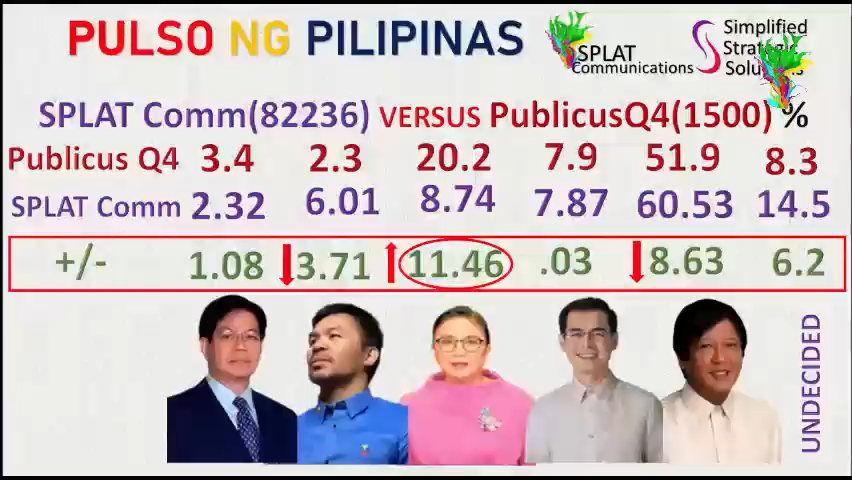 PULSO NG PILIPINAS
SPLAT
Communications
Simplified
Strategic
Solutions
SPLAT Comm(82236) VERSUS PublicusQ4(1500) %
Publicus Q4 3.4 2.3 20.2 7.9 51.9 8.3
SPLAT Comm 2.32 6.01 8.74 7.87 60.53 14.5
+/- 1.08 3.71 11.46 .03 8.63 6.2
UNDECIDED